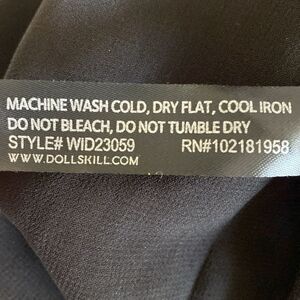 MACHINE WASH COLD, DRY FLAT, COOL IRON
DO NOT BLEACH, DO NOT TUMBLE DRY
STYLE# WID23059 RN#102181958
WWW.DOLLSKILL.COM